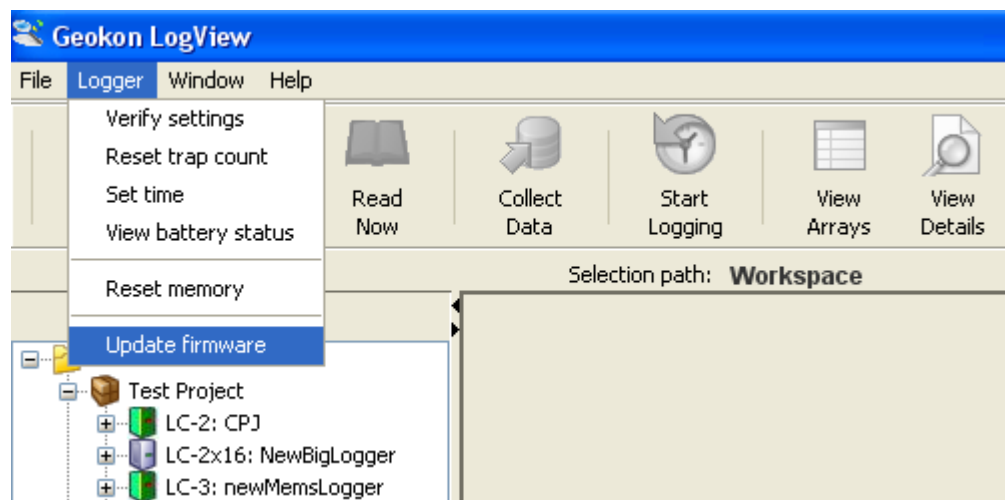 Geokon LogView
File Logger Window Help
Verify settings
Reset trap count
Set time
View battery status
Reset memory
Update firmware
Read Now
Collect Data
Start Logging
View Arrays
View Details
Selection path: Workspace
Test Project
LC-2: CPJ
LC-2x16: NewBigLogger
LC-3: newMemsLogger